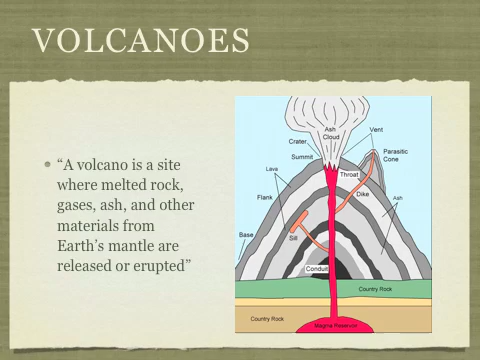 VOLCANOES
“A volcano is a site
where melted rock,
gases, ash, and other
materials from
Earth’s mantle are
released or erupted”
Ash
Cloud
Vent
Crater
Parasitic
Cone
Summit
Lava
Throat
Flank
Dike
Ash
Base
Sill
Conduit
Country Rock
Country Rock
Magma Reservoir